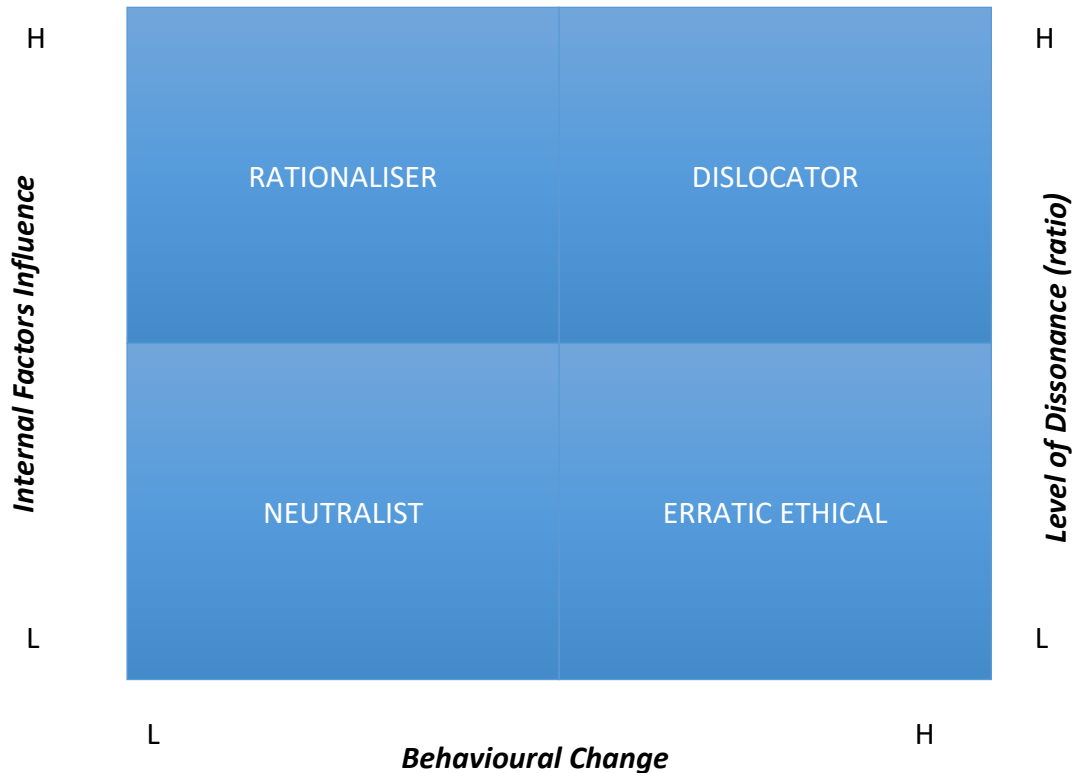 H
H
RATIONALISER
DISLOCATOR
Internal Factors Influence
Level of Dissonance (ratio)
NEUTRALIST
ERRATIC ETHICAL
L
L
L
H
Behavioural Change